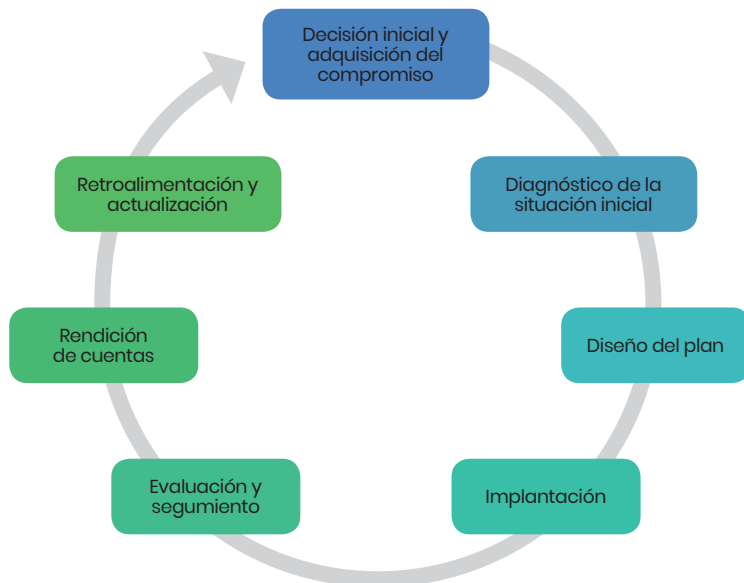 Decisión inicial y
adquisición del
compromiso
Diagnóstico de la
situación inicial
Diseño del plan
Implantación
Evaluación y
segumiento
Rendición
de cuentas
Retroalimentación y
actualización